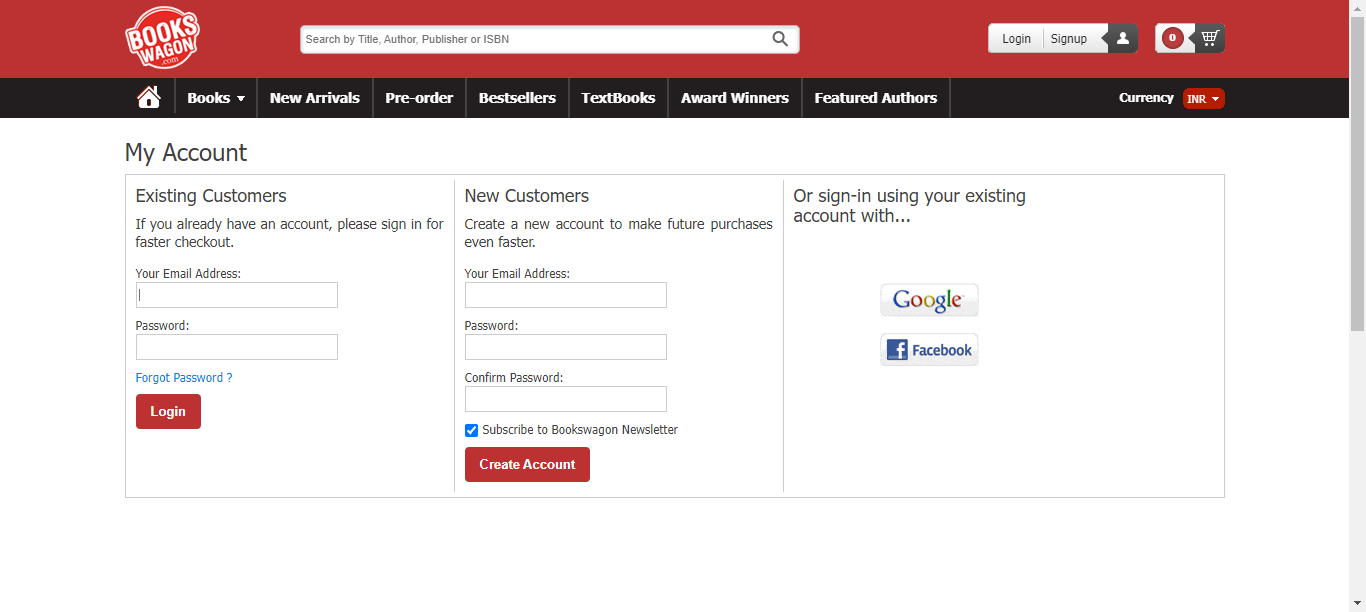 BOOKS
WAGON
.com
Search by Title, Author, Publisher or ISBN
Login Signup
0
Books New Arrivals Pre-order Bestsellers TextBooks Award Winners Featured Authors Currency INR
My Account
Existing Customers
If you already have an account, please sign in for
faster checkout.
Your Email Address:
Password:
Forgot Password ?
Login
New Customers
Create a new account to make future purchases
even faster.
Your Email Address:
Password:
Confirm Password:
Subscribe to Bookswagon Newsletter
Create Account
Or sign-in using your existing
account with...
Google
Facebook